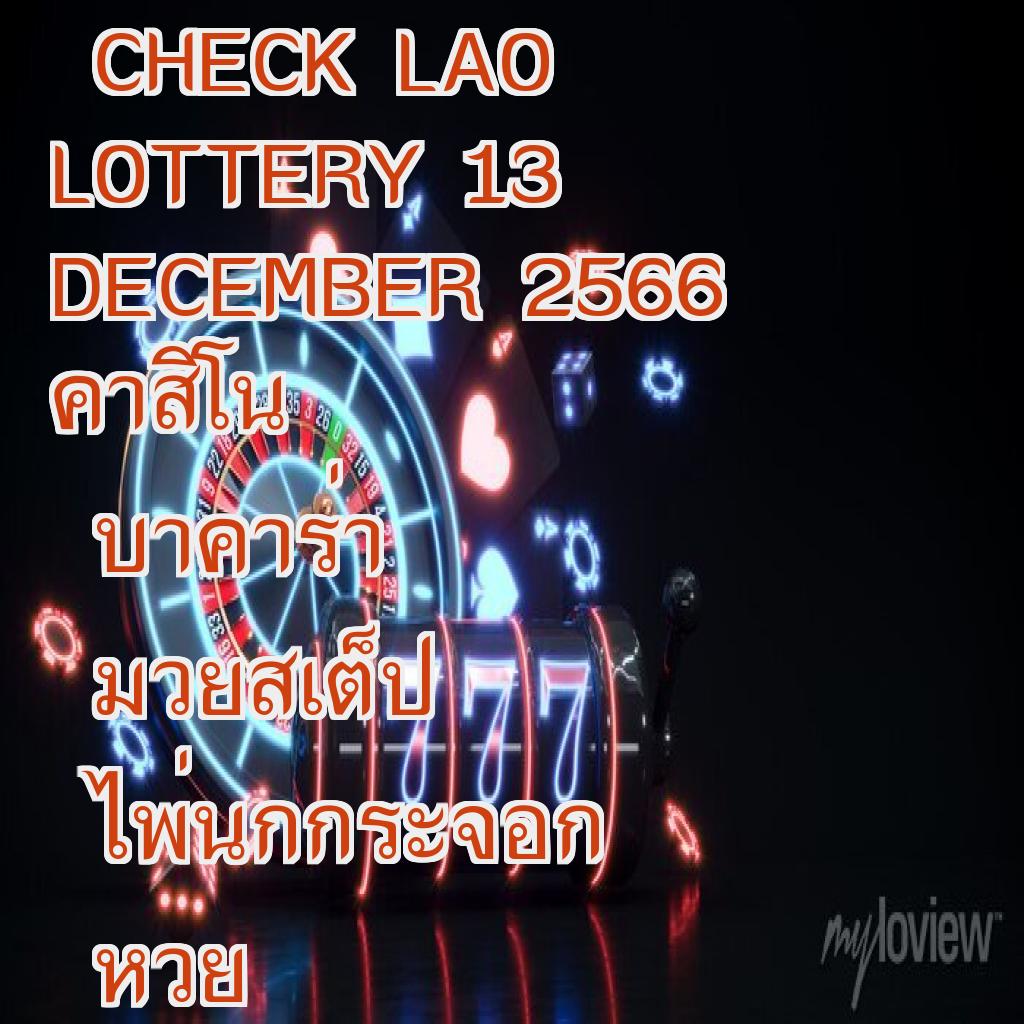 CHECK LAO
LOTTERY 13
DECEMBER 2566
คาสิโน
บาคาร่า
มวยสเต็ป
ไพ่นกกระจอก
หวย
777
myloview